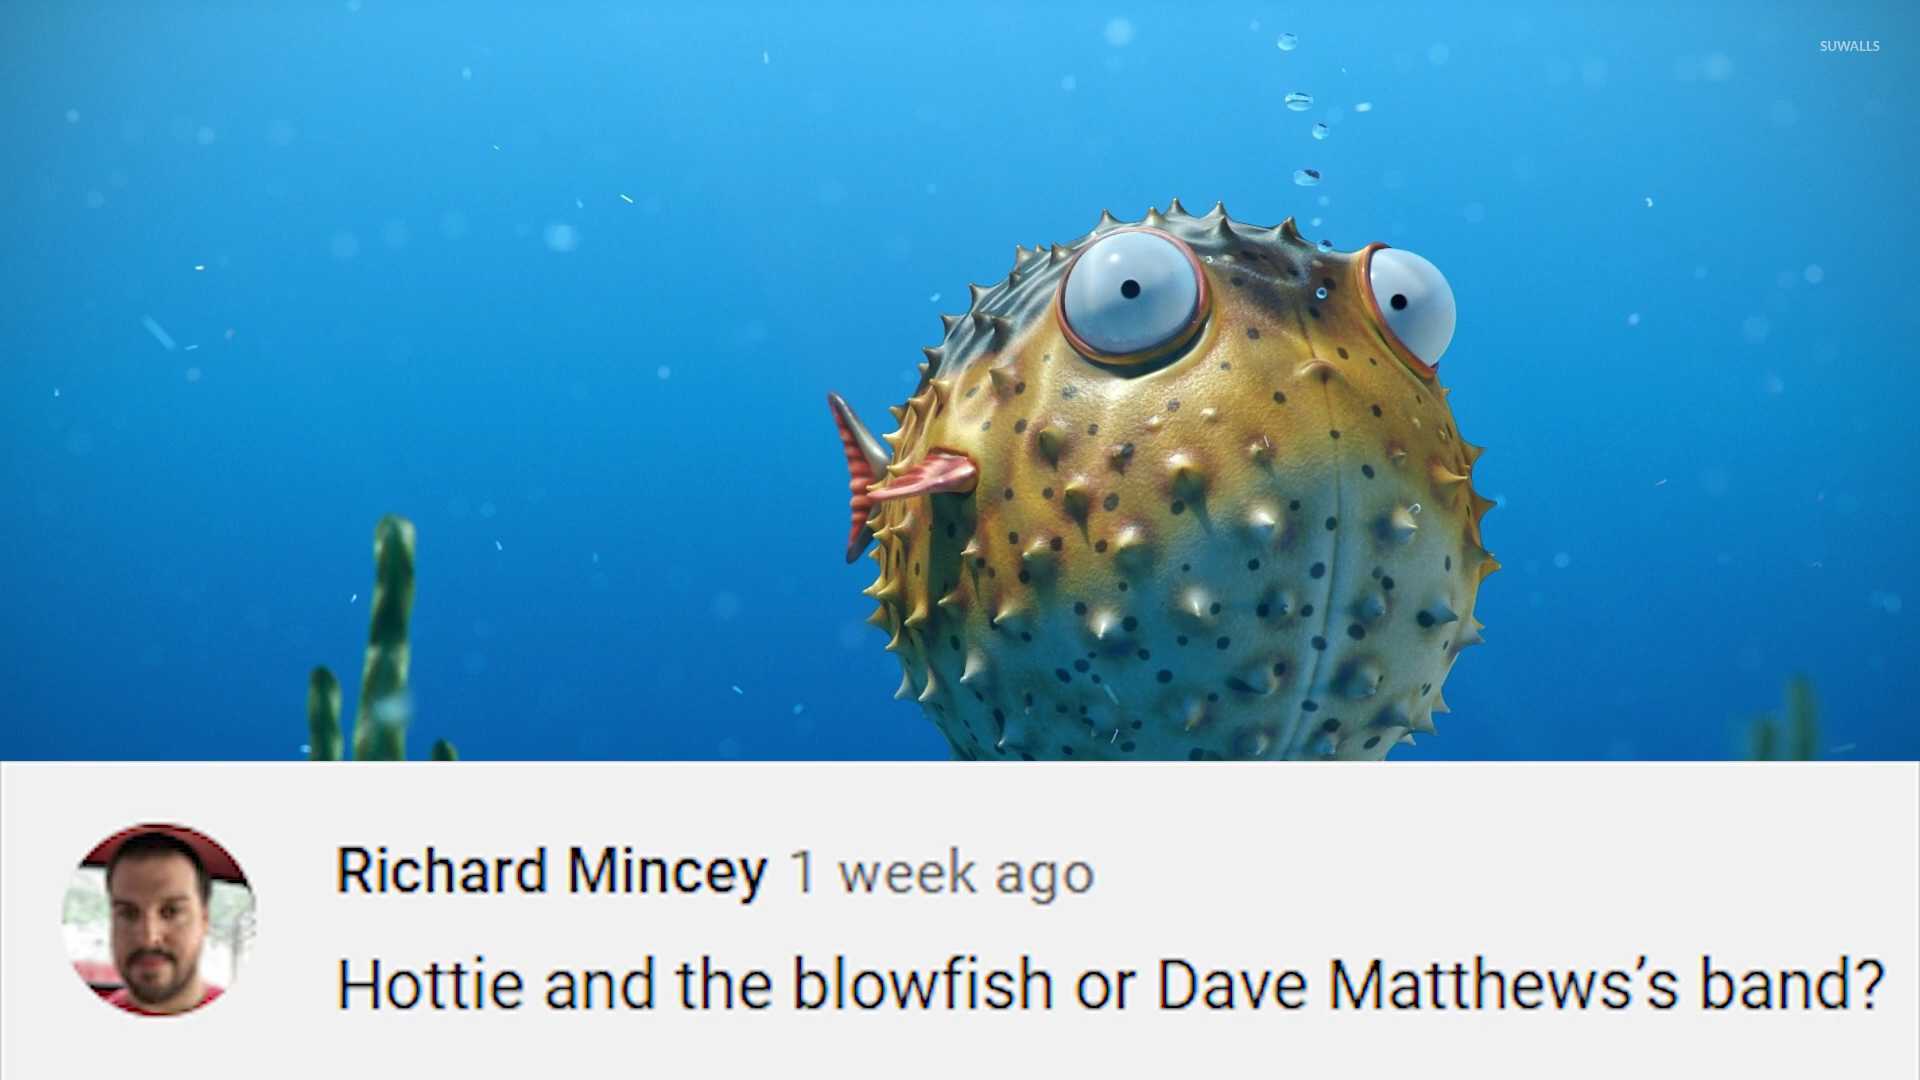 SUWALLS
Richard Mincey 1 week ago
Hottie and the blowfish or Dave Matthews’s band?